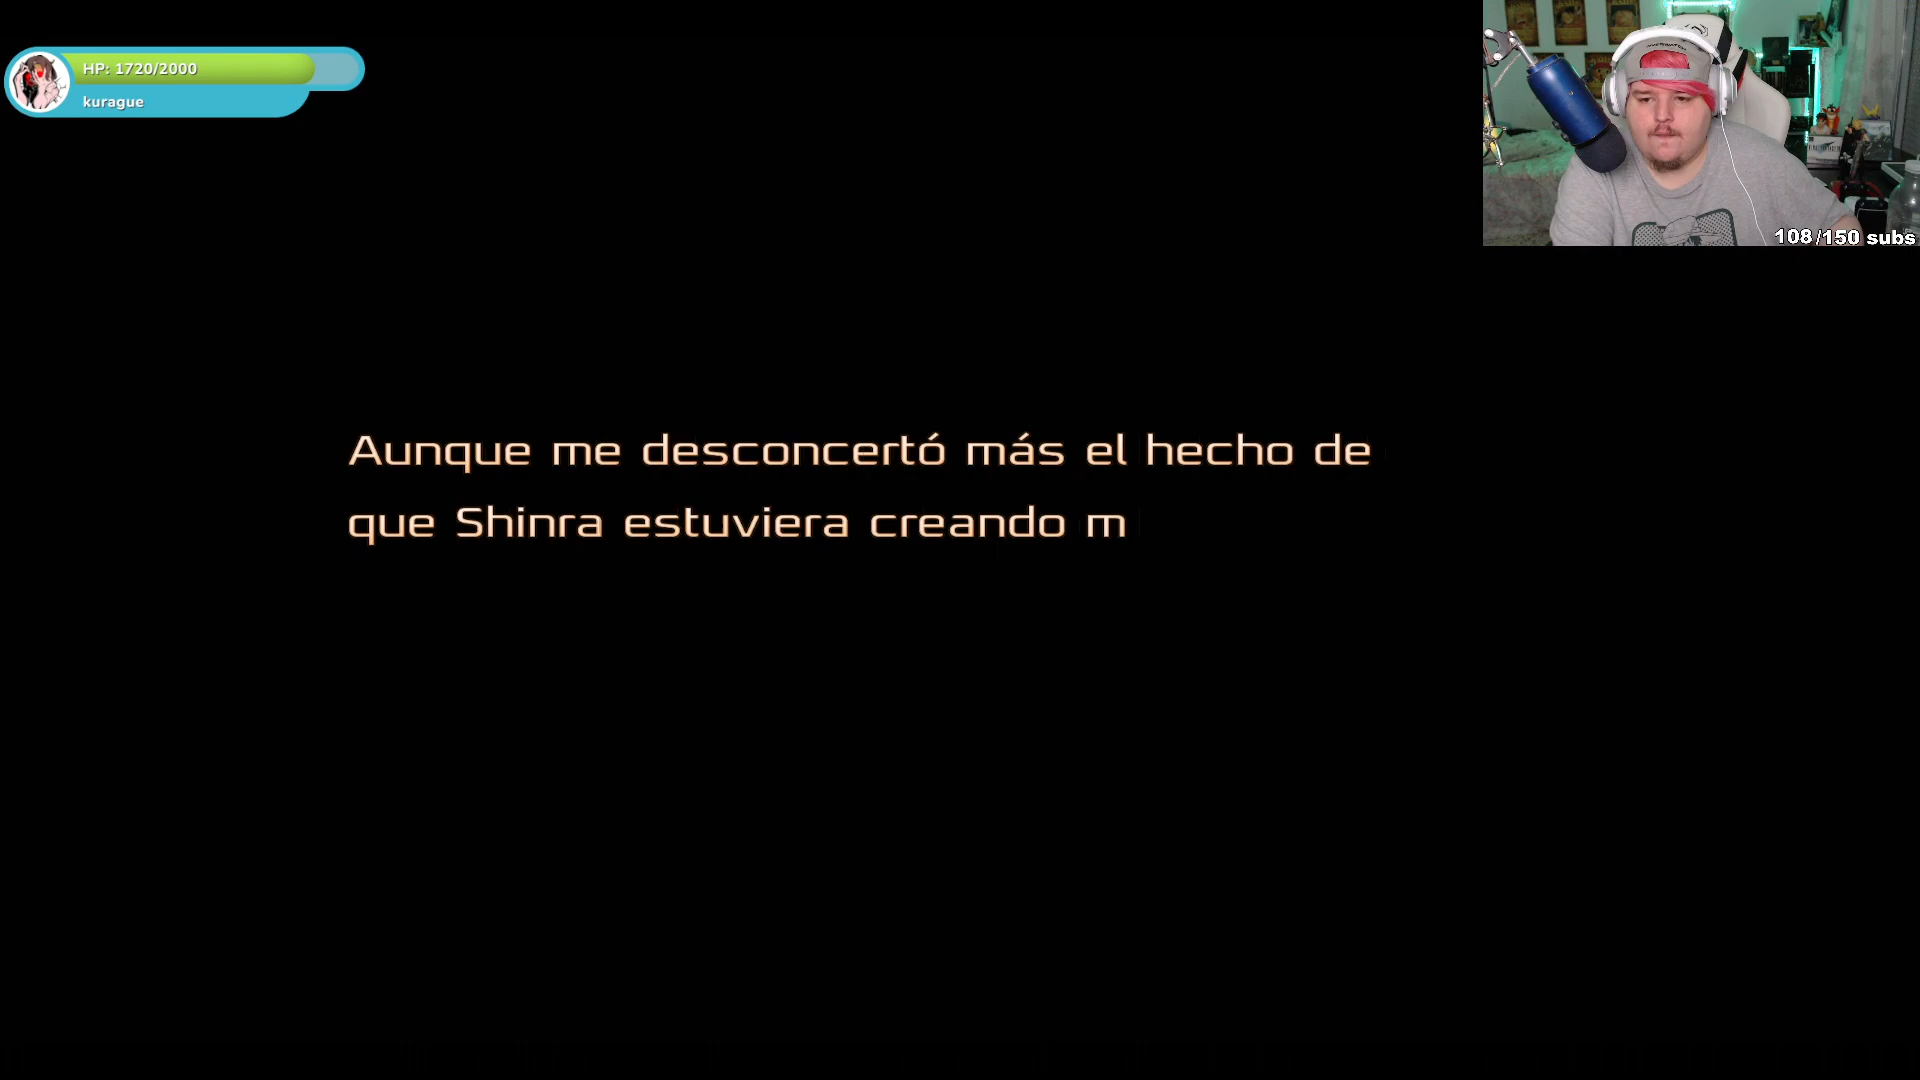 HP: 1720/2000
kurague
108/150 subs
Aunque me desconcertó más el hecho de
que Shinra estuviera creando m